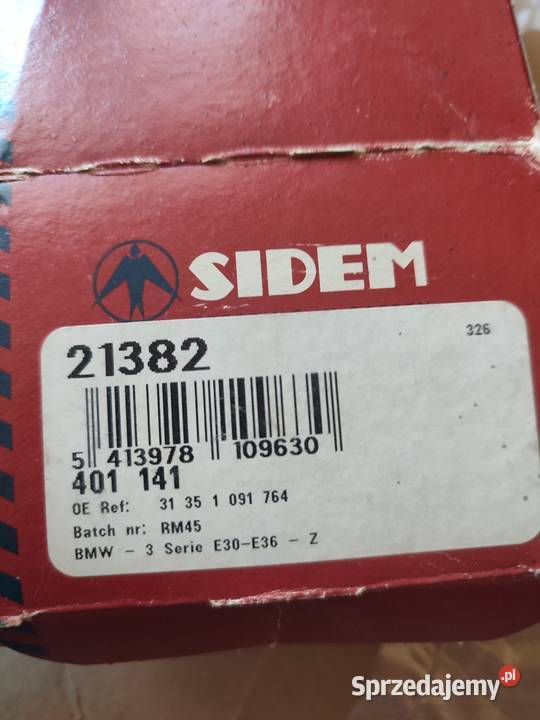 SIDEM
21382
326
5 413978 109630
401 141
OE Ref: 31 35 1 091 764
Batch nr: RM45
BMW - 3 Serie E30-E36 - Z
Sprzedajemy.pl